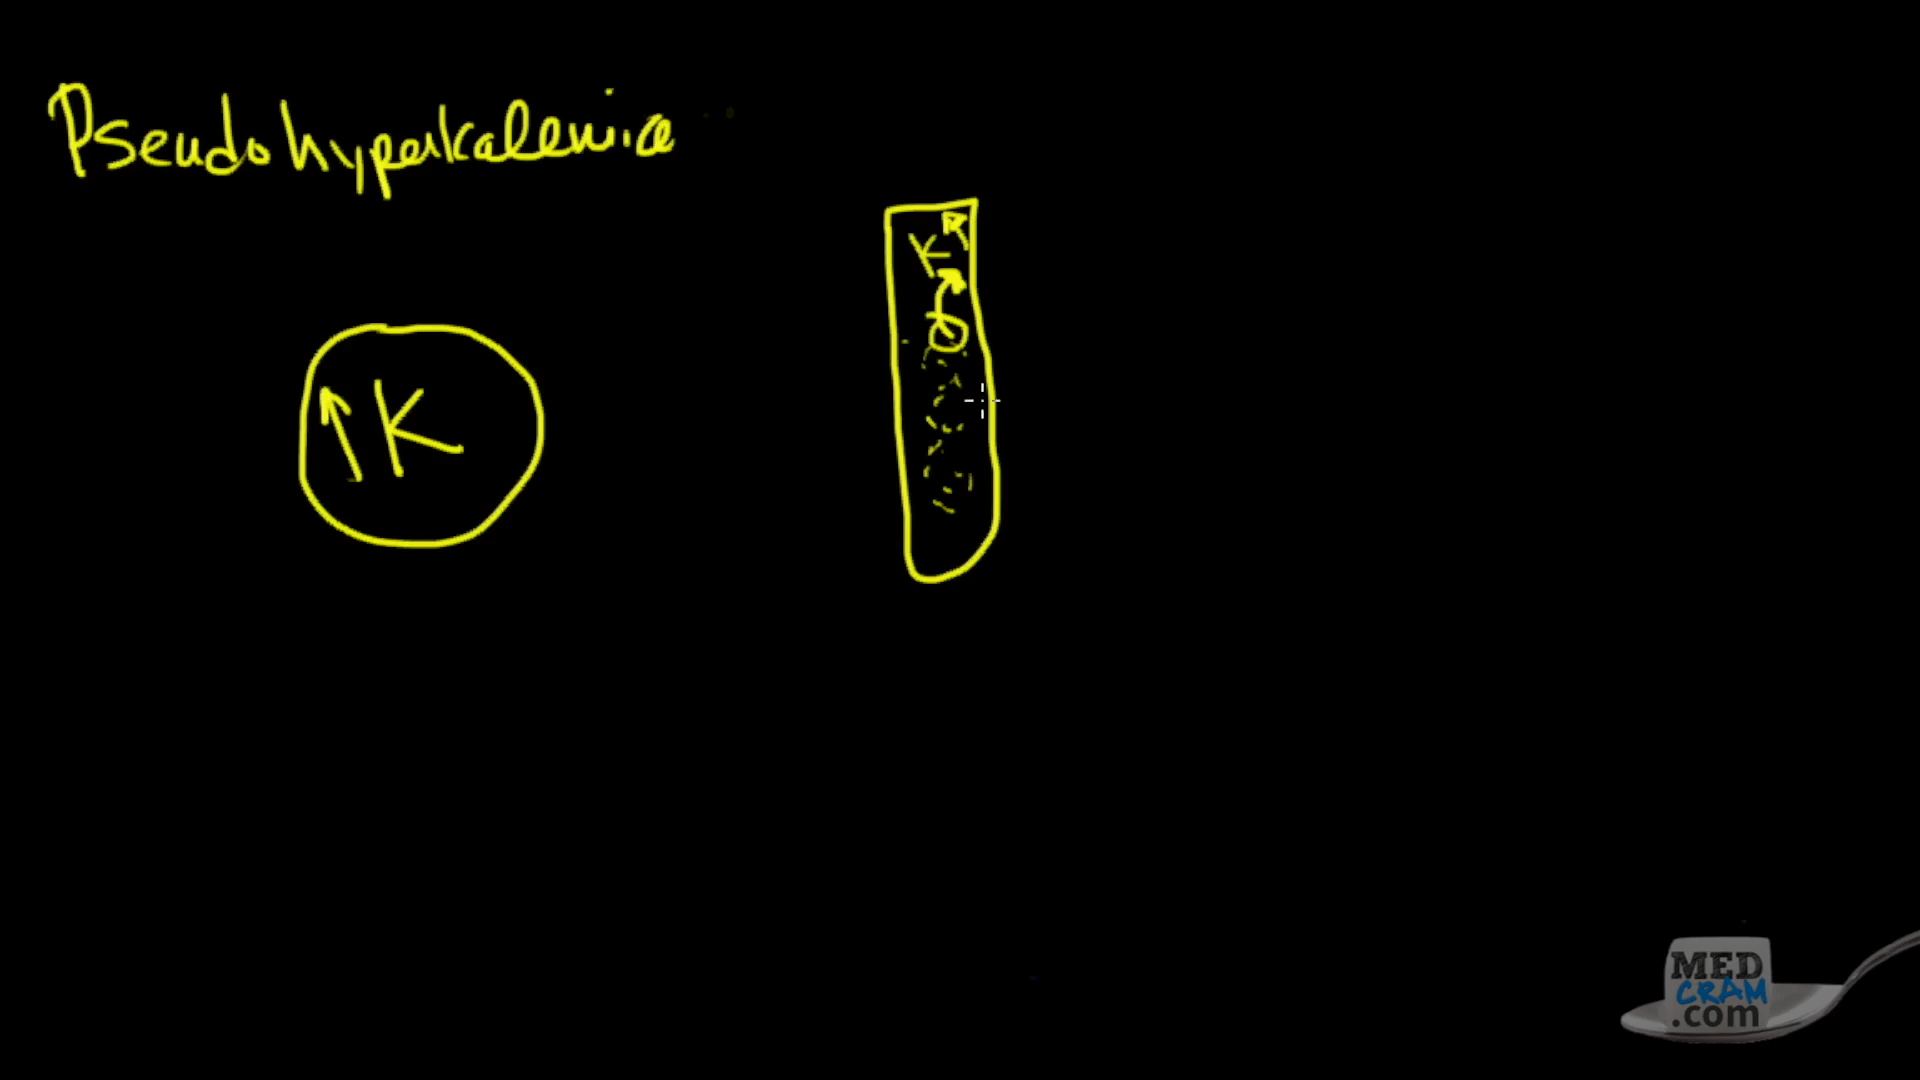 Pseudohyperkalemia
K
↑ K
MED
CRAM
.com